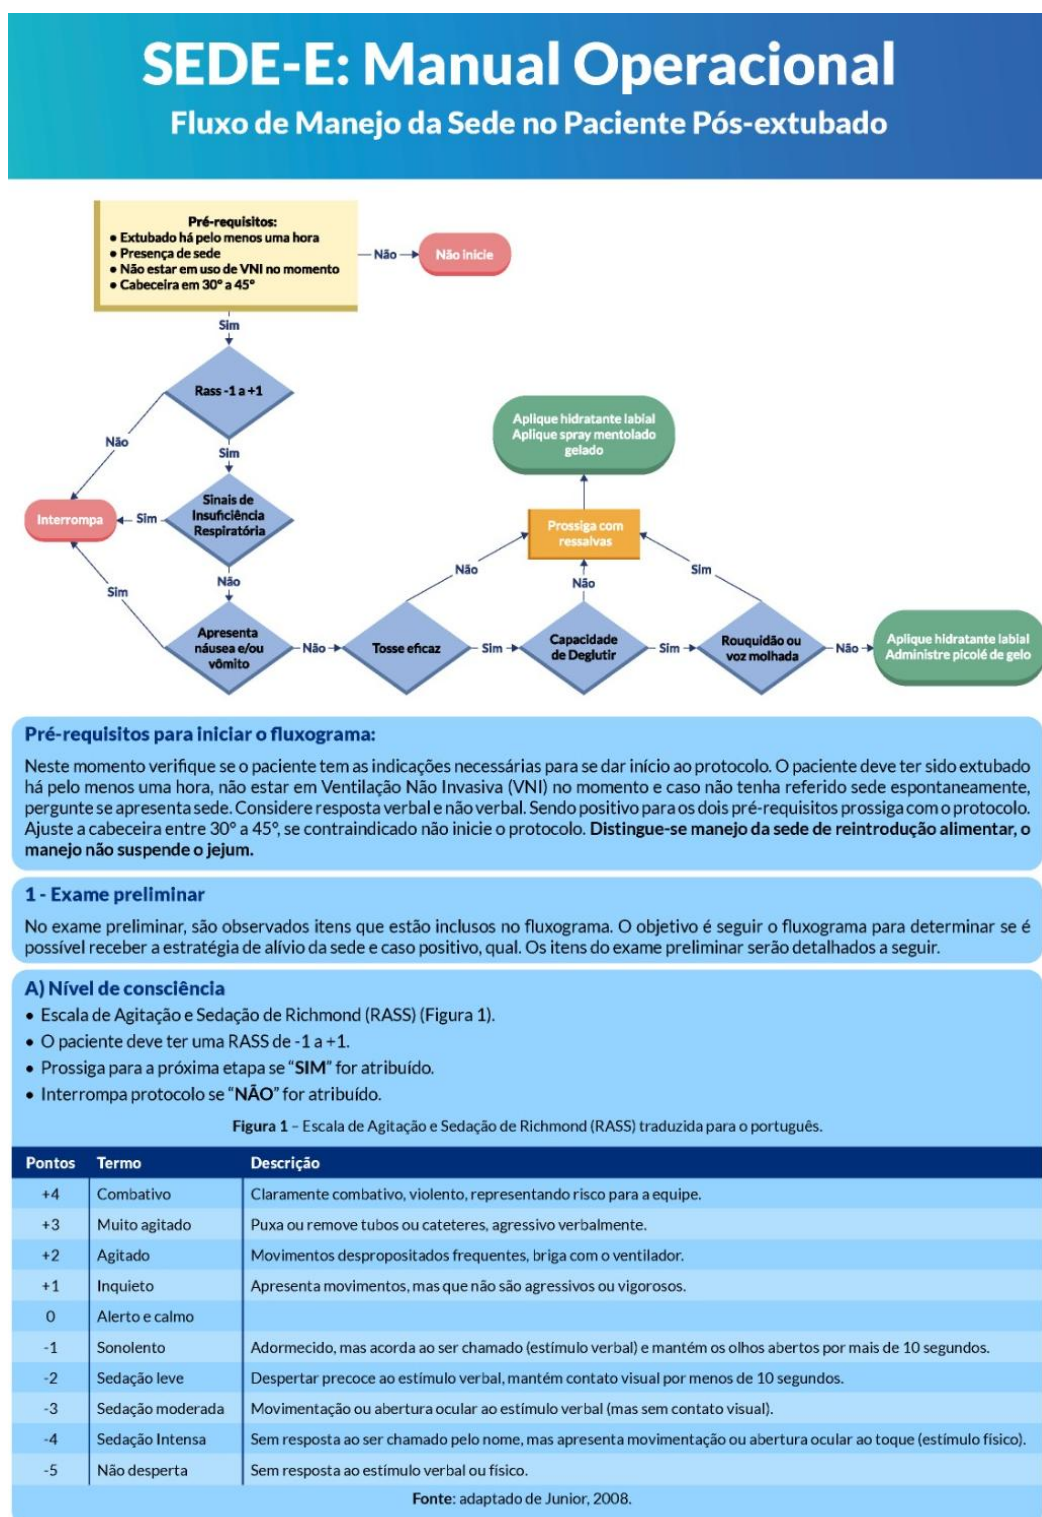 SEDE-E: Manual Operacional
Fluxo de Manejo da Sede no Paciente Pós-extubado
Pré-requisitos:
• Extubado há pelo menos uma hora
• Presença de sede
• Não estar em uso de VNI no momento
• Cabeceira em 30° a 45°
Não
Não inicie
Sim
Rass -1 a +1
Não
Sim
Interrompa
Sim
Sinais de
Insuficiência
Respiratória
Não
Sim
Apresenta
náusea e/ou
vômito
Não
Tosse eficaz
Não
Sim
Capacidade
de Deglutir
Não
Sim
Rouquidão ou
voz molhada
Sim
Não
Prossiga com
ressalvas
Aplique hidratante labial
Aplique spray mentolado
gelado
Aplique hidratante labial
Administre picolé de gelo
Pré-requisitos para iniciar o fluxograma:
Neste momento verifique se o paciente tem as indicações necessárias para se dar início ao protocolo. O paciente deve ter sido extubado
há pelo menos uma hora, não estar em Ventilação Não Invasiva (VNI) no momento e caso não tenha referido sede espontaneamente,
pergunte se apresenta sede. Considere resposta verbal e não verbal. Sendo positivo para os dois pré-requisitos prossiga com o protocolo.
Ajuste a cabeceira entre 30° a 45°, se contraindicado não inicie o protocolo. Distingue-se manejo da sede de reintrodução alimentar, o
manejo não suspende o jejum.
1 - Exame preliminar
No exame preliminar, são observados itens que estão inclusos no fluxograma. O objetivo é seguir o fluxograma para determinar se é
possível receber a estratégia de alívio da sede e caso positivo, qual. Os itens do exame preliminar serão detalhados a seguir.
A) Nível de consciência
• Escala de Agitação e Sedação de Richmond (RASS) (Figura 1).
• O paciente deve ter uma RASS de -1 a +1.
• Prossiga para a próxima etapa se “SIM” for atribuído.
• Interrompa protocolo se “NÃO” for atribuído.
Figura 1 – Escala de Agitação e Sedação de Richmond (RASS) traduzida para o português.
Pontos Termo Descrição
+4 Combativo Claramente combativo, violento, representando risco para a equipe.
+3 Muito agitado Puxa ou remove tubos ou cateteres, agressivo verbalmente.
+2 Agitado Movimentos despropositados frequentes, briga com o ventilador.
+1 Inquieto Apresenta movimentos, mas que não são agressivos ou vigorosos.
0 Alerto e calmo
-1 Sonolento Adormecido, mas acorda ao ser chamado (estímulo verbal) e mantém os olhos abertos por mais de 10 segundos.
-2 Sedação leve Despertar precoce ao estímulo verbal, mantém contato visual por menos de 10 segundos.
-3 Sedação moderada Movimentação ou abertura ocular ao estímulo verbal (mas sem contato visual).
-4 Sedação Intensa Sem resposta ao ser chamado pelo nome, mas apresenta movimentação ou abertura ocular ao toque (estímulo físico).
-5 Não desperta Sem resposta ao estímulo verbal ou físico.
Fonte: adaptado de Junior, 2008.